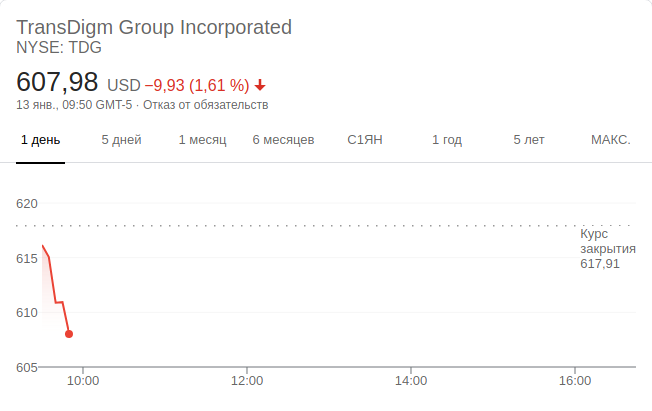 TransDigm Group Incorporated
NYSE: TDG
607,98 USD −9,93 (1,61 %)
13 янв., 09:50 GMT-5 · Отказ от обязательств
1 день 5 дней 1 месяц 6 месяцев С1ЯН 1 год 5 лет МАКС.
620
Курс
закрытия
617,91
615
610
605
10:00 12:00 14:00 16:00